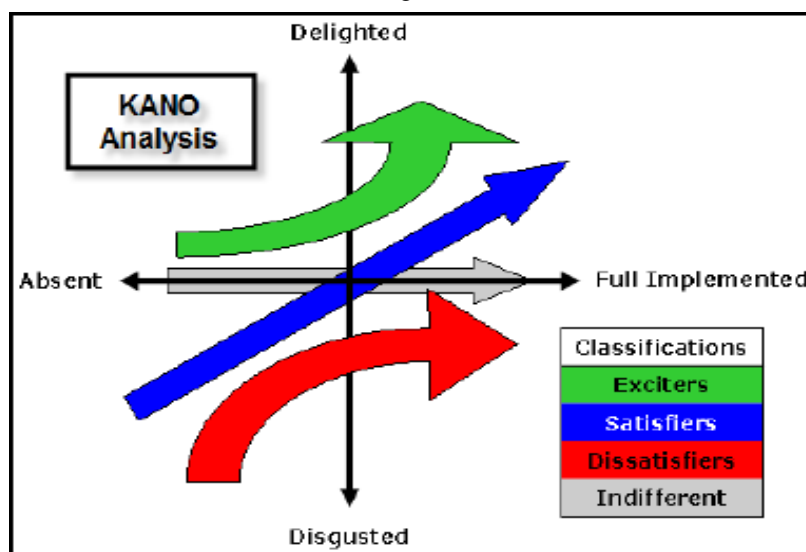 Delighted
KANO
Analysis
Absent
Full Implemented
Classifications
Exciters
Satisfiers
Dissatisfiers
Indifferent
Disgusted